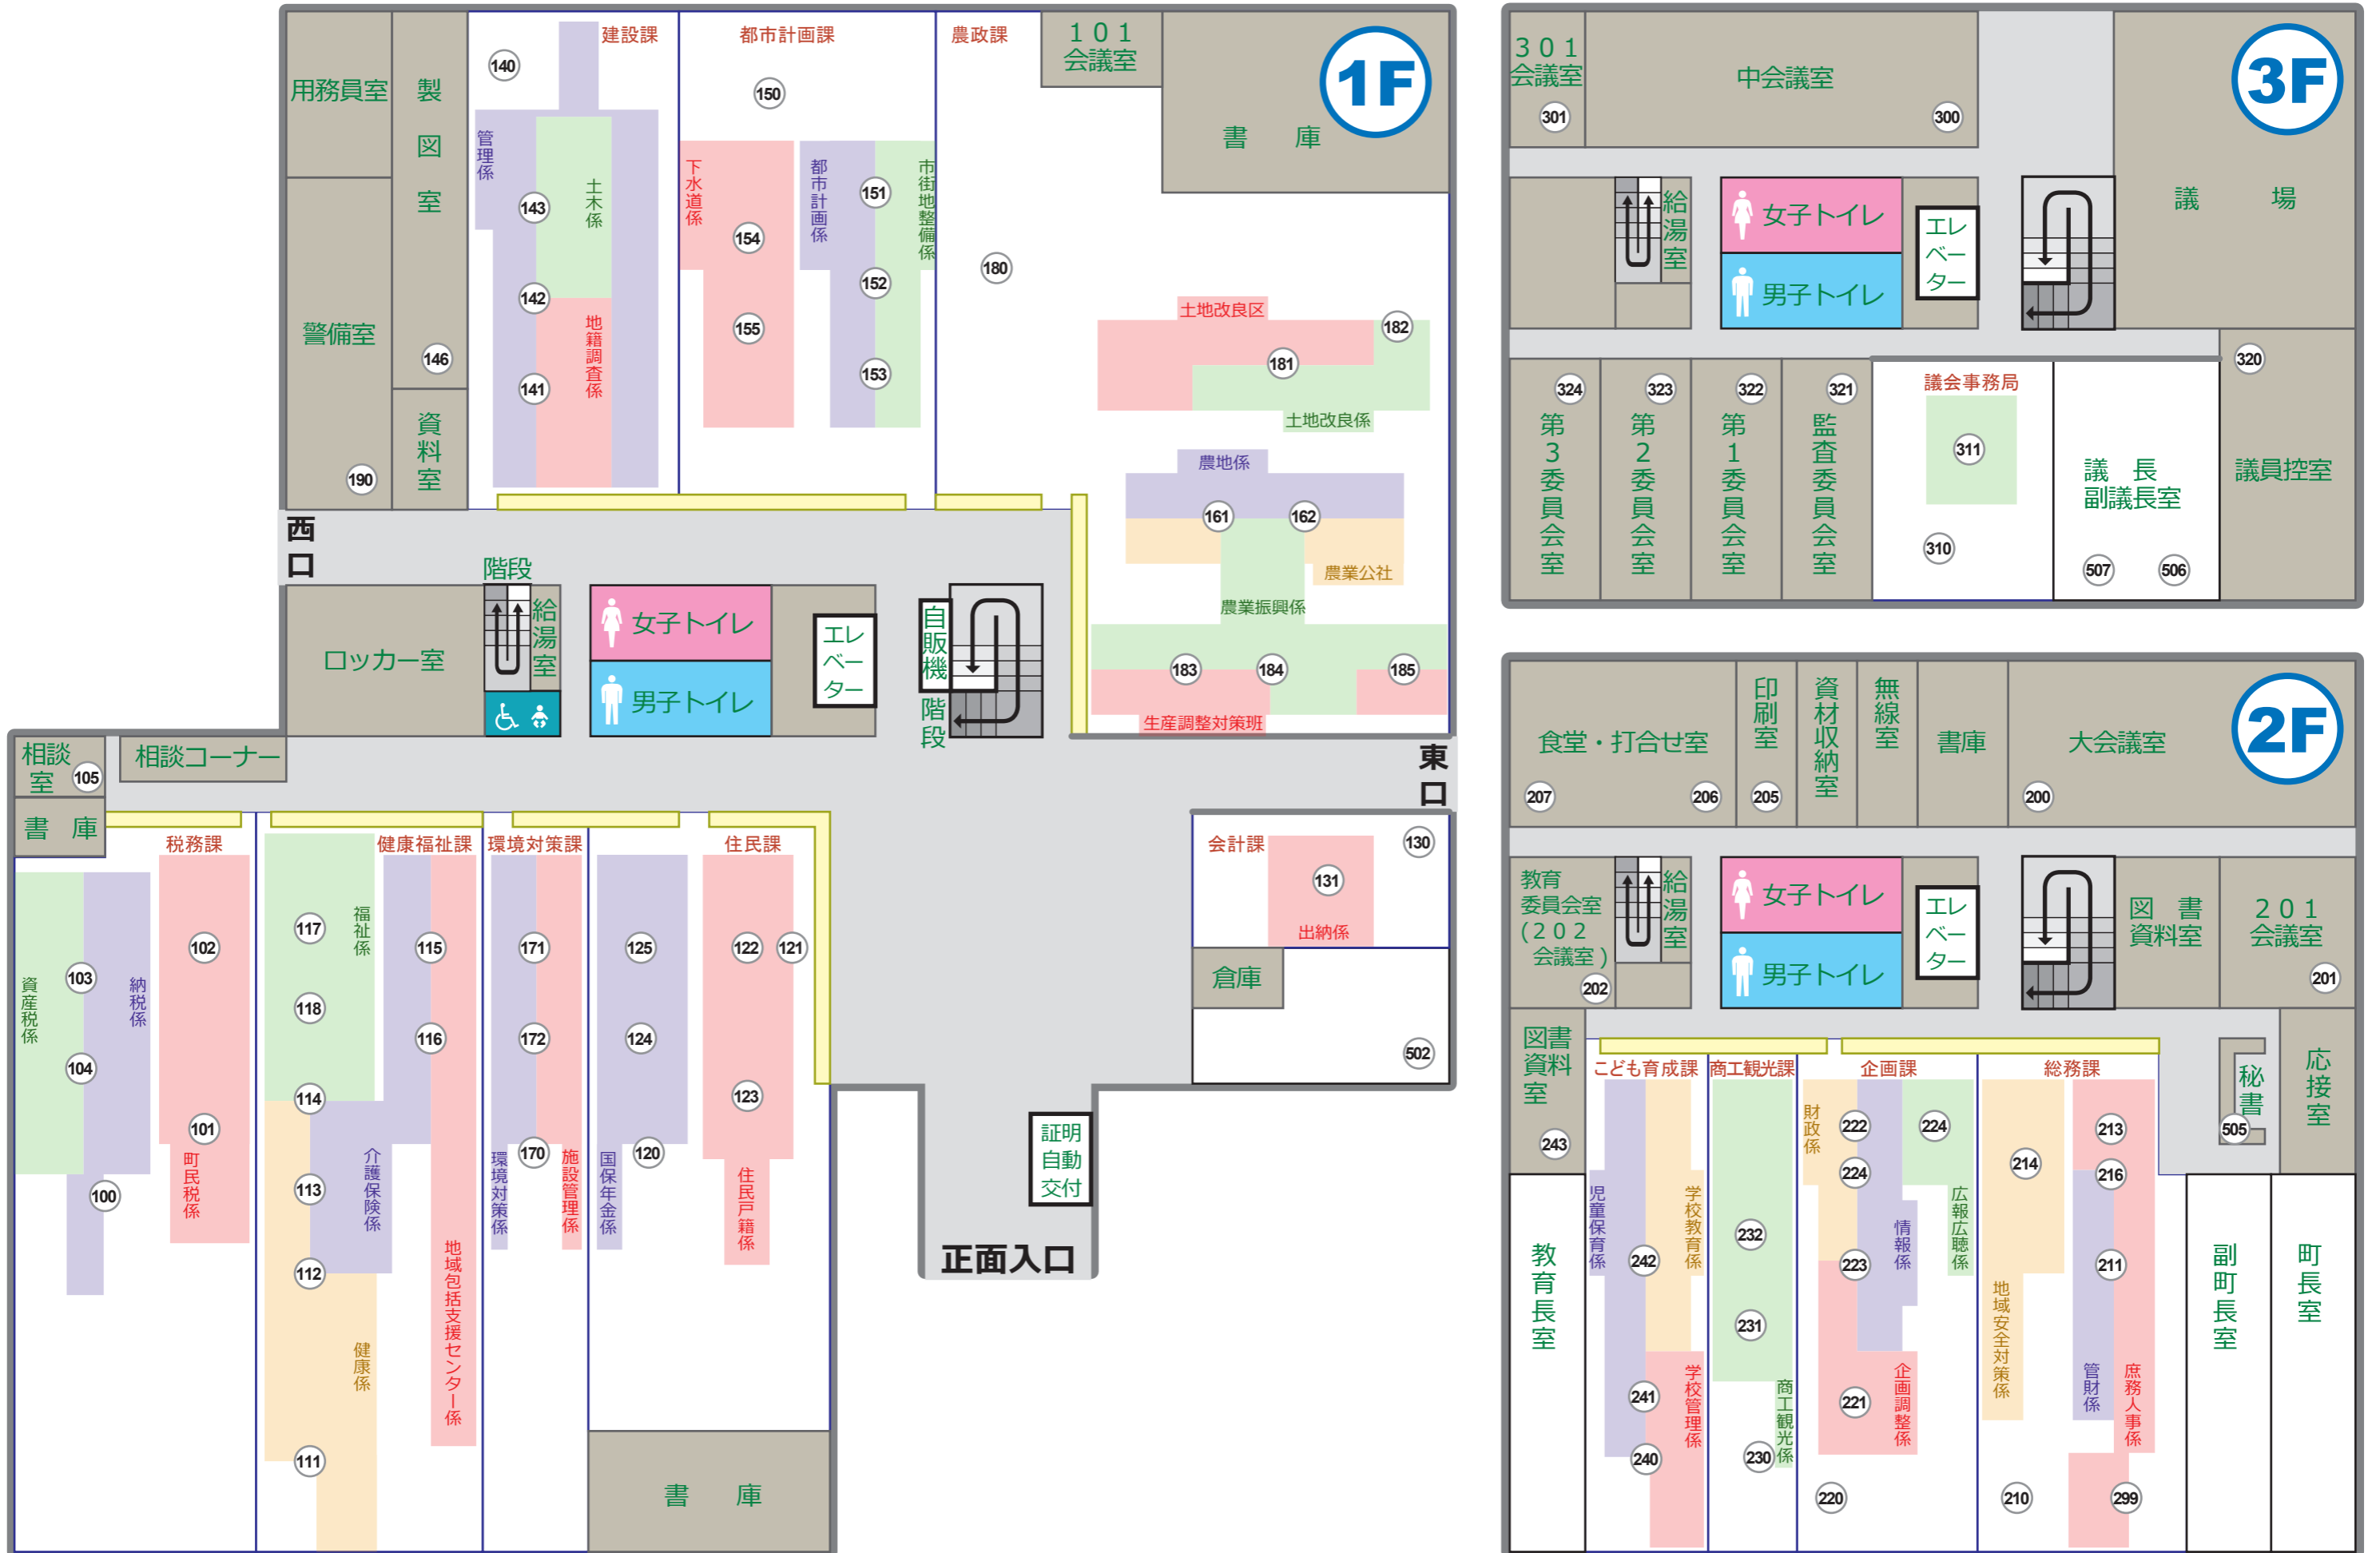 1F
建設課
都市計画課
農政課
101
会議室
用務員室
製図室
書庫
140
150
管理係
土木係
下水道係
都市計画係
市街地整備係
143
151
154
180
152
142
155
警備室
146
地籍調査係
141
153
土地改良区
182
181
土地改良係
資料室
190
農地係
161
162
農業公社
農業振興係
183
184
185
生産調整対策班
西口
階段
給湯室
ロッカー室
女子トイレ
男子トイレ
エレベーター
自販機
階段
東口
相談室
105
相談コーナー
書庫
税務課
健康福祉課
環境対策課
住民課
会計課
130
131
出納係
倉庫
502
福祉係
117
102
115
171
125
122
121
103
納税係
資産税係
118
116
172
124
104
114
123
101
町民税係
100
113
介護保険係
170
環境対策係
施設管理係
国保年金係
120
住民戸籍係
112
地域包括支援センター係
健康係
111
書庫
証明
自動
交付
正面入口
3F
301
会議室
301
中会議室
300
議場
給湯室
女子トイレ
男子トイレ
エレベーター
324
第3委員会室
323
第2委員会室
322
第1委員会室
321
監査委員会室
議会事務局
311
310
議長
副議長室
507
506
320
議員控室
2F
食堂・打合せ室
207
206
印刷室
205
資材収納室
無線室
書庫
大会議室
200
教育
委員会室
(202
会議室)
202
給湯室
女子トイレ
男子トイレ
エレベーター
図書
資料室
201
会議室
201
図書
資料
室
243
こども育成課
商工観光課
企画課
総務課
秘書
505
応接室
財政係
222
224
213
224
214
216
児童保育係
学校教育係
232
242
223
情報係
広報広聴係
211
231
地域安全対策係
教育長室
副町長室
町長室
241
学校管理係
商工観光係
221
企画調整係
管財係
庶務人事係
240
230
220
210
299